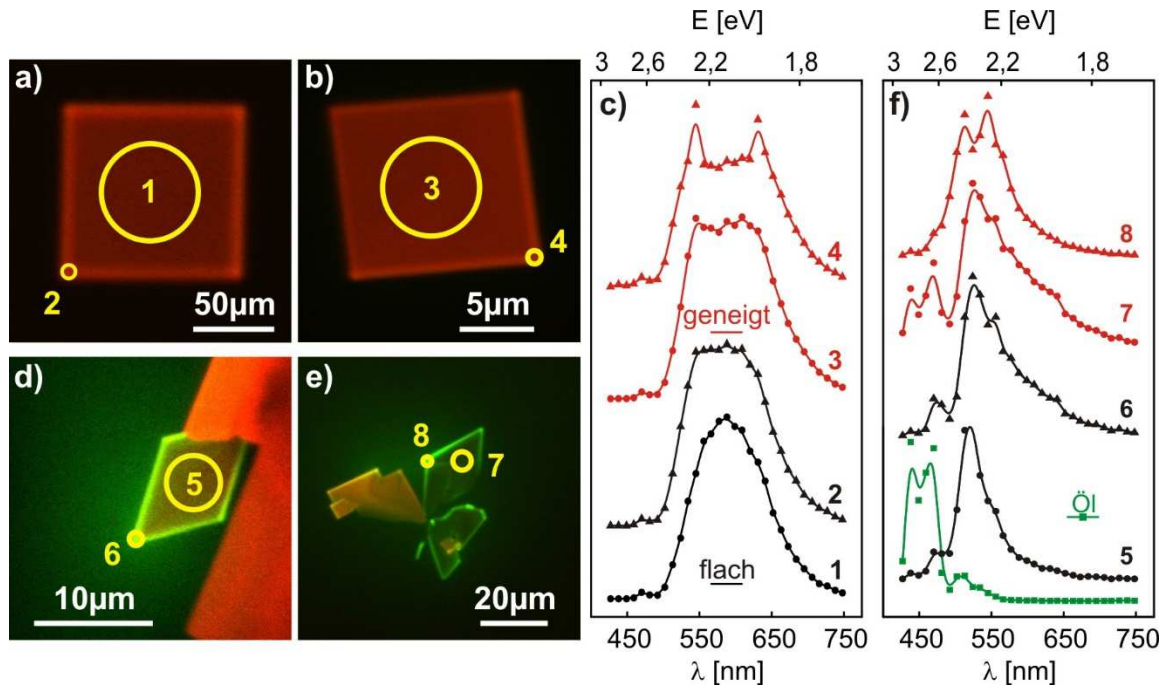 a)
1
2
50µm
b)
3
4
5µm
d)
5
6
10µm
e)
8
7
20µm
E [eV]
3 2,6 2,2 1,8
c)
4
geneigt
3
2
flach
1
450 550 650 750
λ [nm]
E [eV]
3 2,6 2,2 1,8
f)
8
7
6
Öl
5
450 550 650 750
λ [nm]